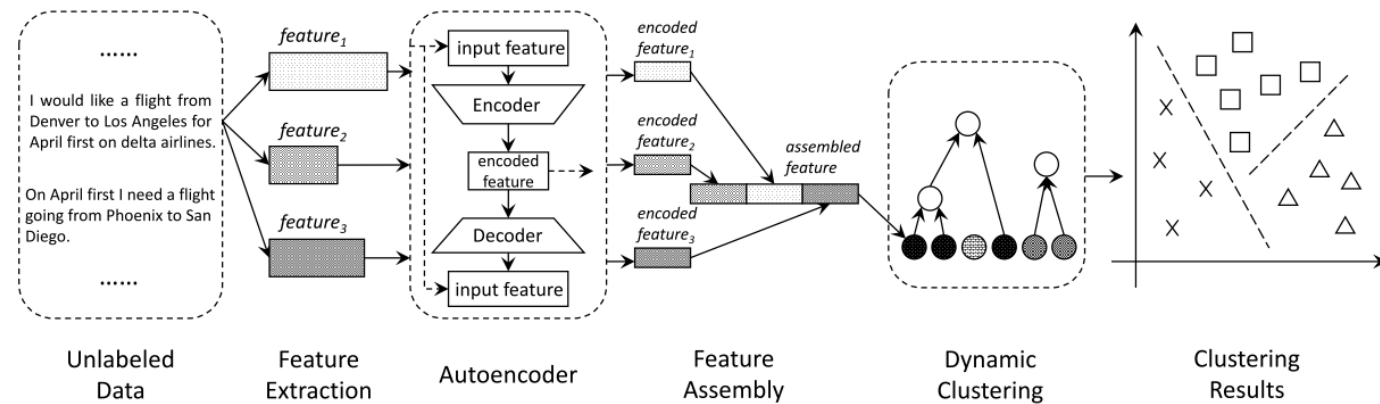 ......
I would like a flight from
Denver to Los Angeles for
April first on delta airlines.
On April first I need a flight
going from Phoenix to San
Diego.
......
Unlabeled
Data
feature₁
feature₂
feature₃
Feature
Extraction
input feature
Encoder
encoded
feature
Decoder
input feature
Autoencoder
encoded
feature₁
encoded
feature₂
encoded
feature₃
assembled
feature
Feature
Assembly
Dynamic
Clustering
Clustering
Results